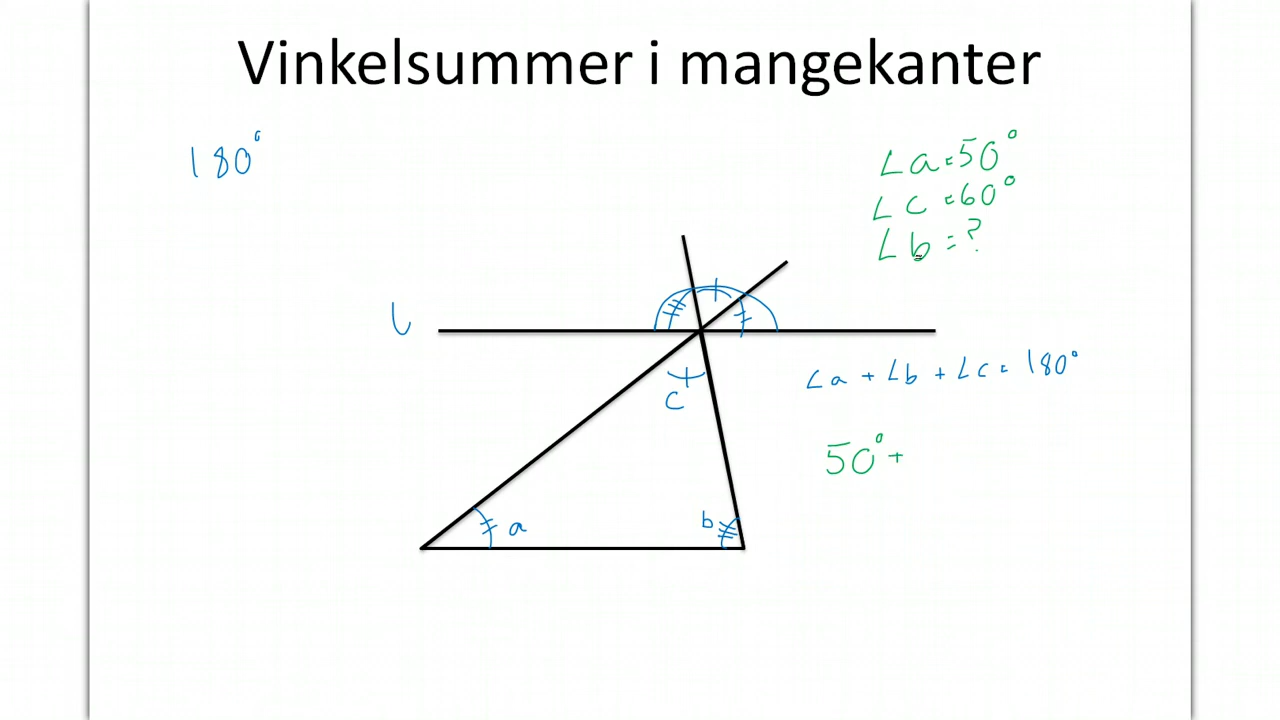 Vinkelsummer i mangekanter
180°
∠a=50°
∠c=60°
∠b=?
l
∠a+∠b+∠c=180°
c
50°+
a
b